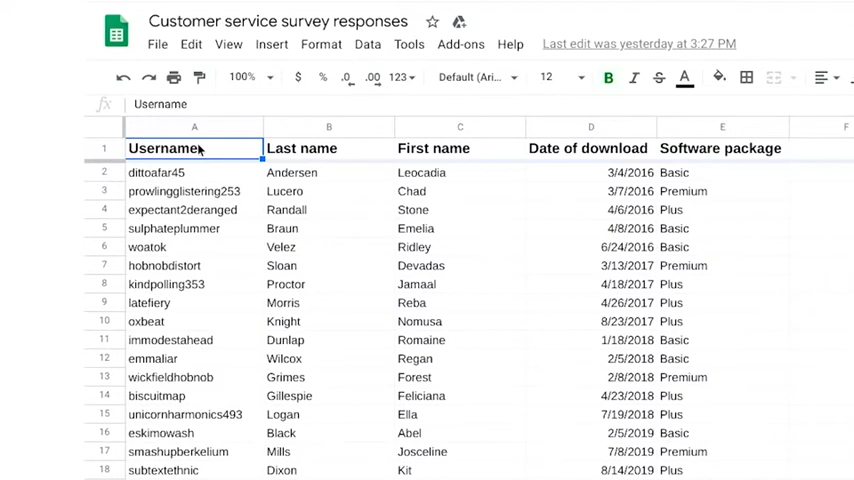 Customer service survey responses
File Edit View Insert Format Data Tools Add-ons Help Last edit was yesterday at 3:27 PM
100% $ % .0 .00 123 Default (Ari... 12 B I S A
fx Username
A B C D E F
1 Username Last name First name Date of download Software package
2 dittoafar45 Andersen Leocadia 3/4/2016 Basic
3 prowlingglistering253 Lucero Chad 3/7/2016 Premium
4 expectant2deranged Randall Stone 4/6/2016 Plus
5 sulphateplummer Braun Emelia 4/8/2016 Basic
6 woatok Velez Ridley 6/24/2016 Basic
7 hobnobdistort Sloan Devadas 3/13/2017 Premium
8 kindpolling353 Proctor Jamaal 4/18/2017 Plus
9 latefiery Morris Reba 4/26/2017 Plus
10 oxbeat Knight Nomusa 8/23/2017 Plus
11 immodestahead Dunlap Romaine 1/18/2018 Basic
12 emmaliar Wilcox Regan 2/5/2018 Basic
13 wickfieldhobnob Grimes Forest 2/8/2018 Premium
14 biscuitmap Gillespie Feliciana 4/23/2018 Plus
15 unicornharmonics493 Logan Ella 7/19/2018 Plus
16 eskimowash Black Abel 2/5/2019 Basic
17 smashupberkelium Mills Josceline 7/8/2019 Premium
18 subtextethnic Dixon Kit 8/14/2019 Plus